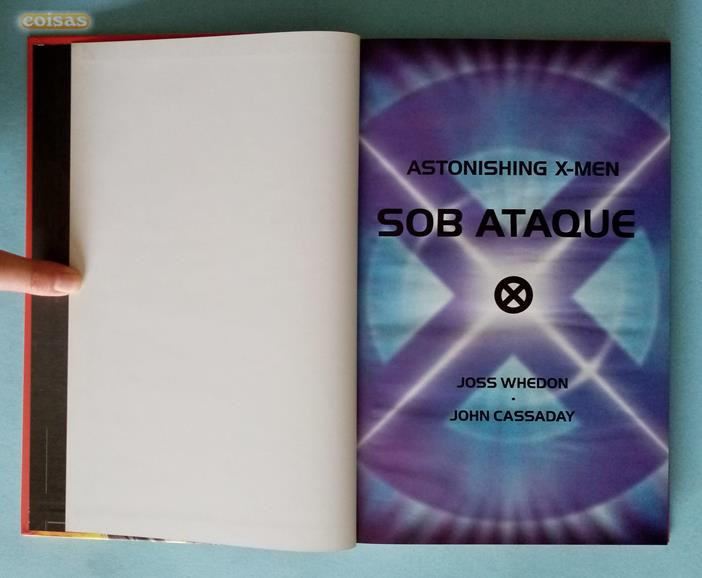 coisas
ASTONISHING X-MEN
SOB ATAQUE
JOSS WHEDON
·
JOHN CASSADAY